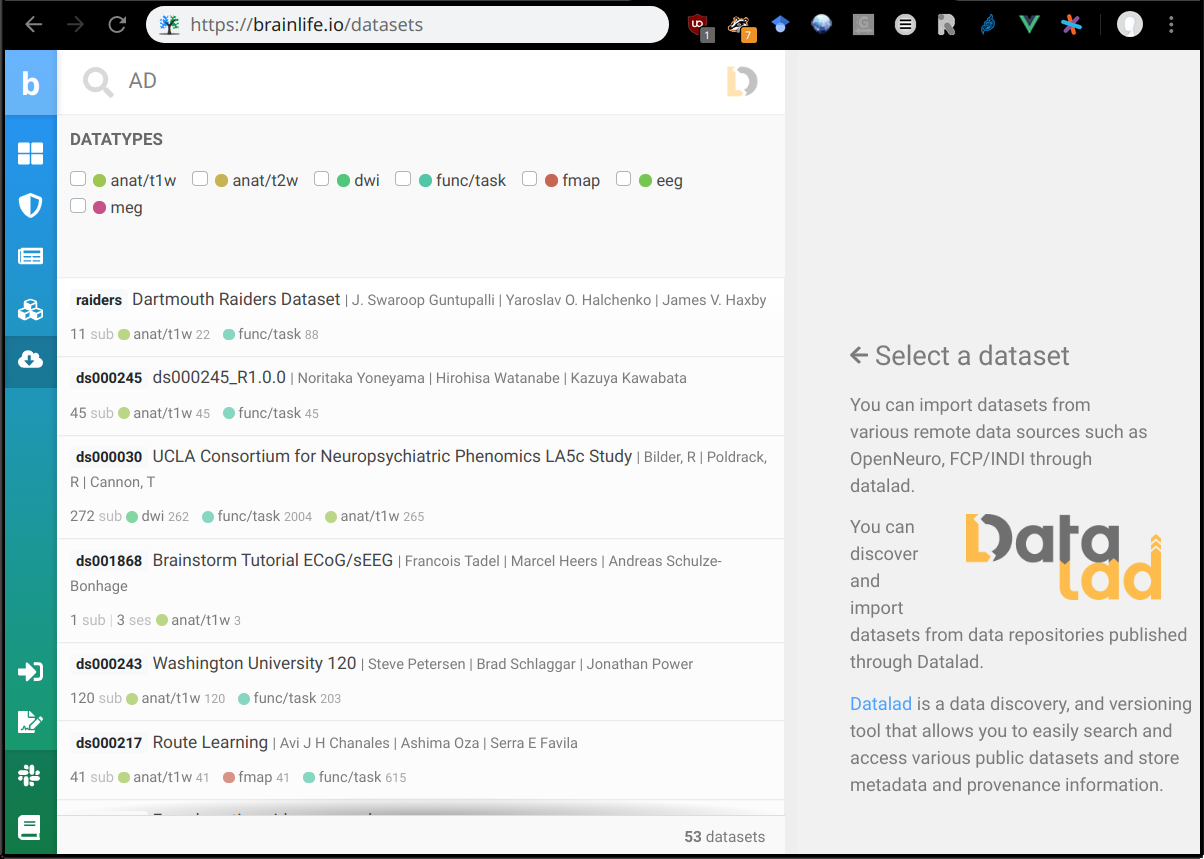 https://brainlife.io/datasets
1
7
b
AD
DATATYPES
anat/t1w anat/t2w dwi func/task fmap eeg
meg
raiders Dartmouth Raiders Dataset | J. Swaroop Guntupalli | Yaroslav O. Halchenko | James V. Haxby
11 sub anat/t1w 22 func/task 88
ds000245 ds000245_R1.0.0 | Noritaka Yoneyama | Hirohisa Watanabe | Kazuya Kawabata
45 sub anat/t1w 45 func/task 45
ds000030 UCLA Consortium for Neuropsychiatric Phenomics LA5c Study | Bilder, R | Poldrack,
R | Cannon, T
272 sub dwi 262 func/task 2004 anat/t1w 265
ds001868 Brainstorm Tutorial ECoG/sEEG | Francois Tadel | Marcel Heers | Andreas Schulze-
Bonhage
1 sub | 3 ses anat/t1w 3
ds000243 Washington University 120 | Steve Petersen | Brad Schlaggar | Jonathan Power
120 sub anat/t1w 120 func/task 203
ds000217 Route Learning | Avi J H Chanales | Ashima Oza | Serra E Favila
41 sub anat/t1w 41 fmap 41 func/task 615
53 datasets
Select a dataset
You can import datasets from
various remote data sources such as
OpenNeuro, FCP/INDI through
datalad.
You can
discover
and
import
Data
lad
datasets from data repositories published
through Datalad.
Datalad is a data discovery, and versioning
tool that allows you to easily search and
access various public datasets and store
metadata and provenance information.